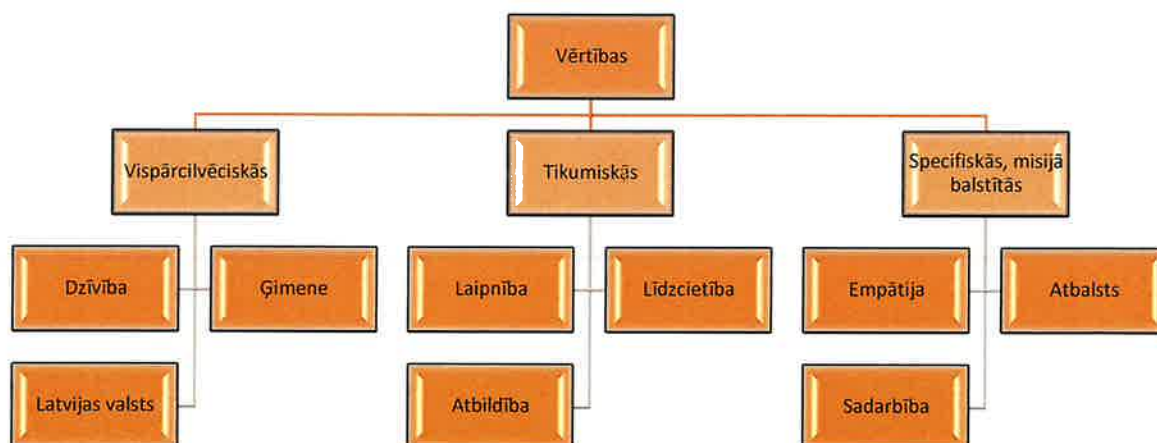 Vērtības
Vispārcilvēciskās
Tikumiskās
Specifiskās, misijā
balstītās
Dzīvība
Ģimene
Laipnība
Līdzcietība
Empātija
Atbalsts
Latvijas valsts
Atbildība
Sadarbība